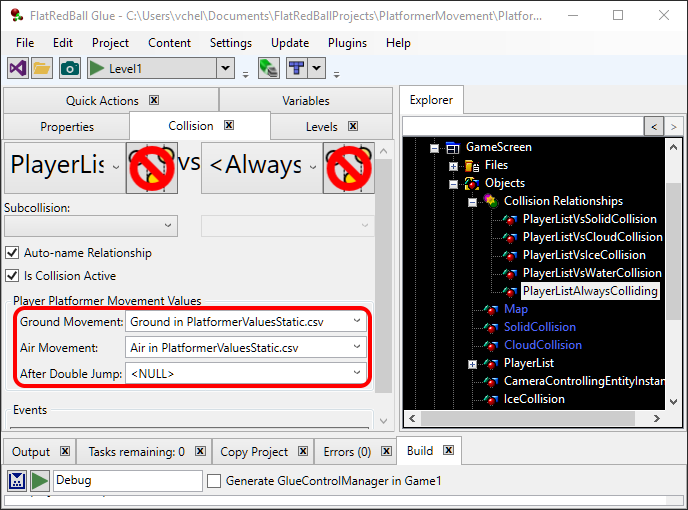 FlatRedBall Glue - C:\Users\vchel\Documents\FlatRedBallProjects\PlatformerMovement\Platfor...
File Edit Project Content Settings Update Plugins Help
Level1
Quick Actions Variables
Properties Collision Levels
PlayerLis vs <Always
Subcollision:
Auto-name Relationship
Is Collision Active
Player Platformer Movement Values
Ground Movement: Ground in PlatformerValuesStatic.csv
Air Movement: Air in PlatformerValuesStatic.csv
After Double Jump: <NULL>
Events
Explorer
< >
GameScreen
Files
Objects
Collision Relationships
PlayerListVsSolidCollision
PlayerListVsCloudCollision
PlayerListVsIceCollision
PlayerListVsWaterCollision
PlayerListAlwaysColliding
Map
SolidCollision
CloudCollision
PlayerList
CameraControllingEntityInstan
IceCollision
Output Tasks remaining: 0 Copy Project Errors (0) Build
Debug Generate GlueControlManager in Game1